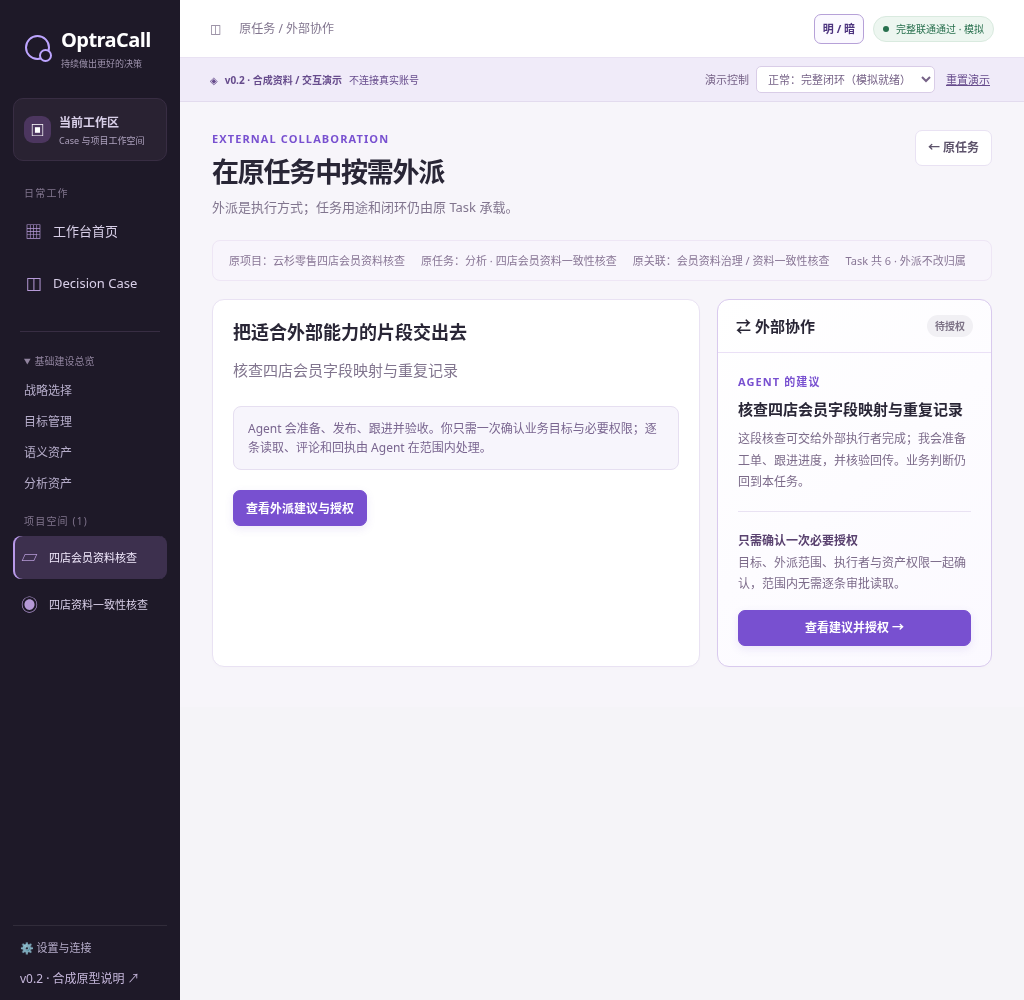 OptraCall
持续做出更好的决策
当前工作区
Case 与项目工作空间
日常工作
工作台首页
Decision Case
▼ 基础建设总览
战略选择
目标管理
语义资产
分析资产
项目空间 (1)
四店会员资料核查
四店资料一致性核查
设置与连接
v0.2 · 合成原型说明 ↗
原任务 / 外部协作
明 / 暗
完整联通通过 · 模拟
v0.2 · 合成资料 / 交互演示 不连接真实账号
演示控制
正常：完整闭环（模拟就绪）
重置演示
EXTERNAL COLLABORATION
在原任务中按需外派
外派是执行方式；任务用途和闭环仍由原 Task 承载。
← 原任务
原项目：云杉零售四店会员资料核查 原任务：分析 · 四店会员资料一致性核查 原关联：会员资料治理 / 资料一致性核查 Task 共 6 · 外派不改归属
把适合外部能力的片段交出去
核查四店会员字段映射与重复记录
Agent 会准备、发布、跟进并验收。你只需一次确认业务目标与必要权限；逐
条读取、评论和回执由 Agent 在范围内处理。
查看外派建议与授权
⇄ 外部协作
待授权
AGENT 的建议
核查四店会员字段映射与重复记录
这段核查可交给外部执行者完成；我会准备
工单、跟进进度，并核验回传。业务判断仍
回到本任务。
只需确认一次必要授权
目标、外派范围、执行者与资产权限一起确
认，范围内无需逐条审批读取。
查看建议并授权 →